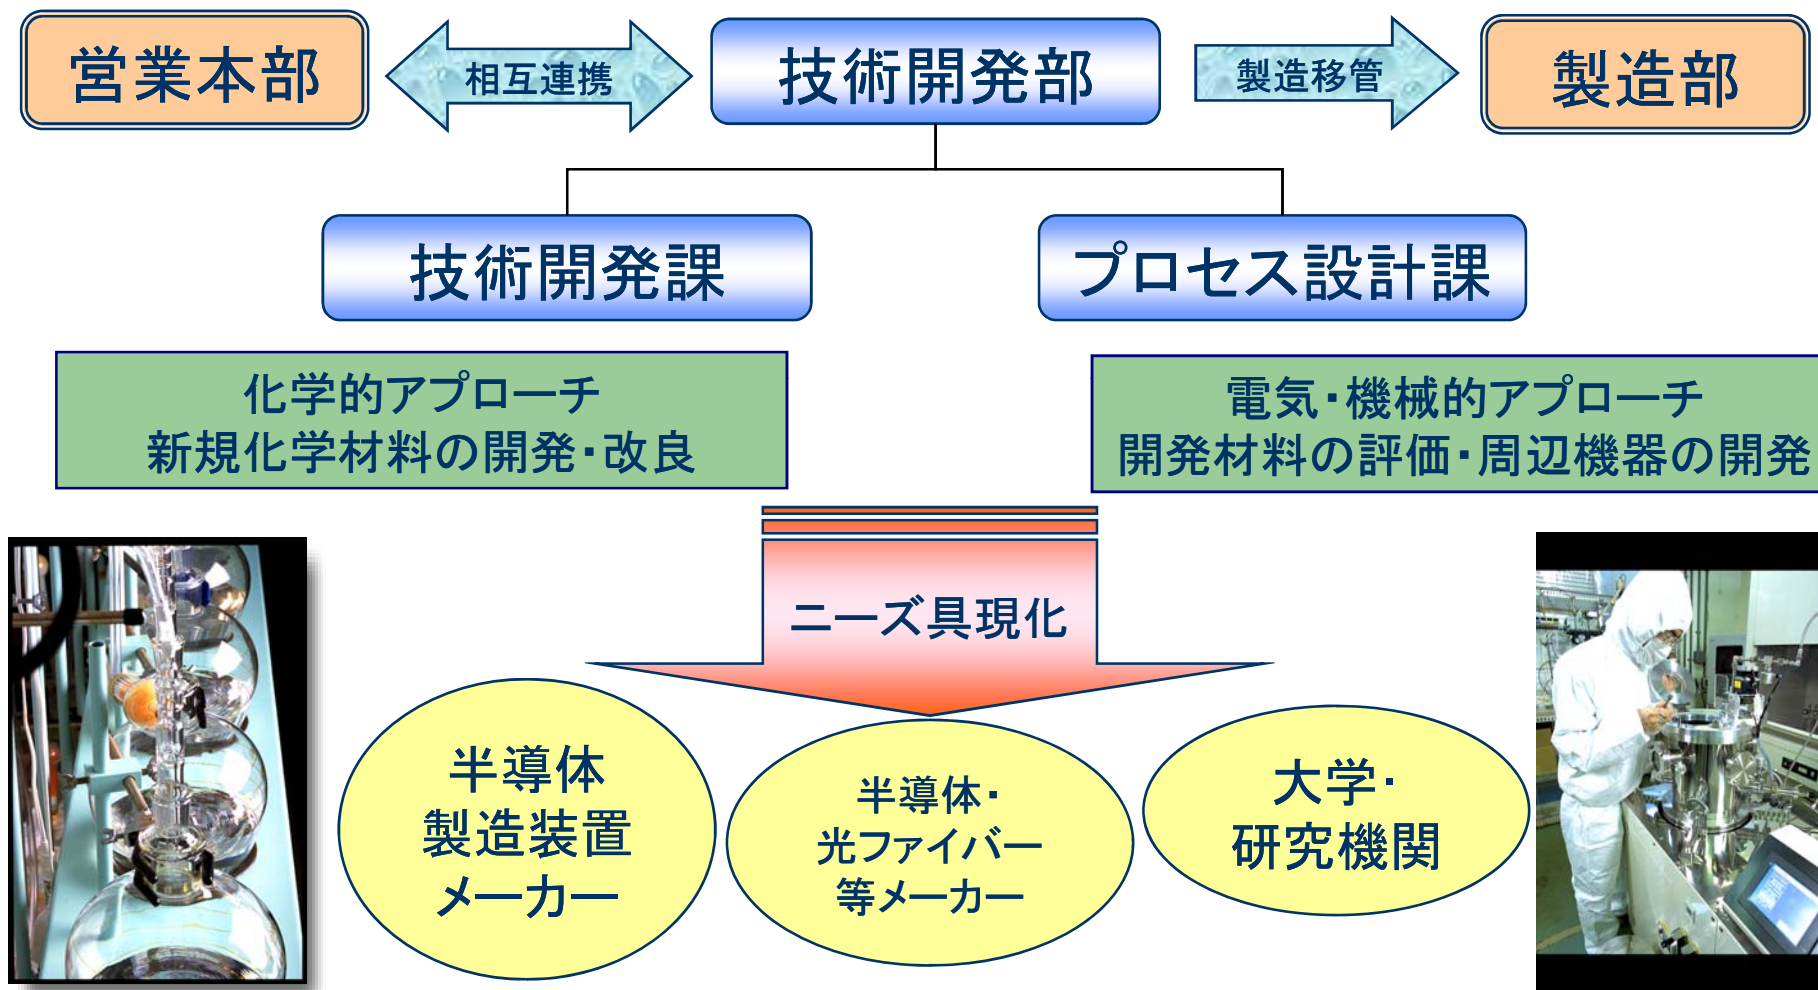 営業本部
相互連携
技術開発部
製造移管
製造部
技術開発課
プロセス設計課
化学的アプローチ
新規化学材料の開発・改良
電気・機械的アプローチ
開発材料の評価・周辺機器の開発
ニーズ具現化
半導体
製造装置
メーカー
半導体・
光ファイバー
等メーカー
大学・
研究機関